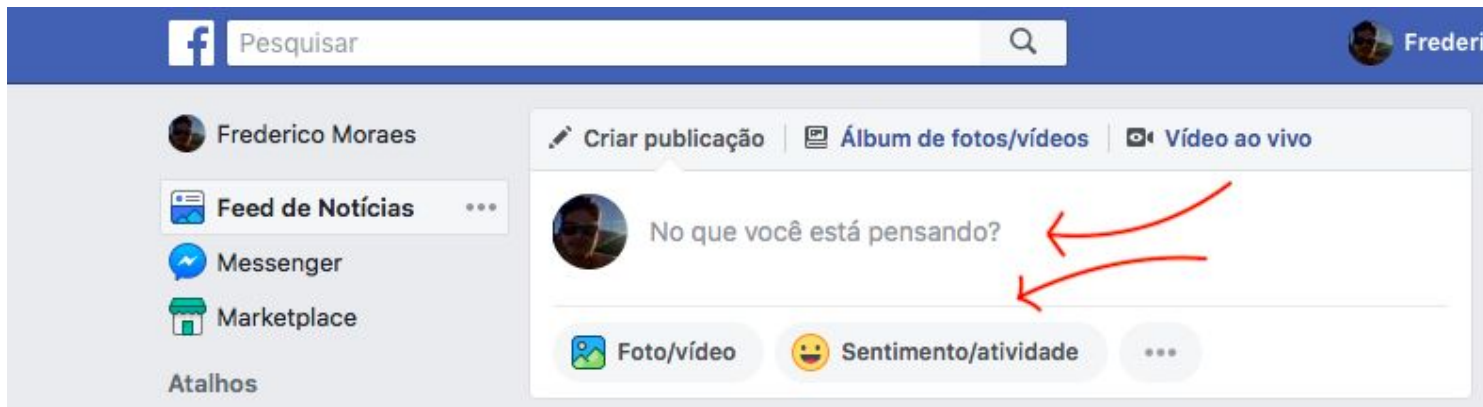 f Pesquisar
Frederi
Frederico Moraes
Feed de Notícias
Messenger
Marketplace
Atalhos
Criar publicação
Álbum de fotos/vídeos
Vídeo ao vivo
No que você está pensando?
Foto/vídeo
Sentimento/atividade